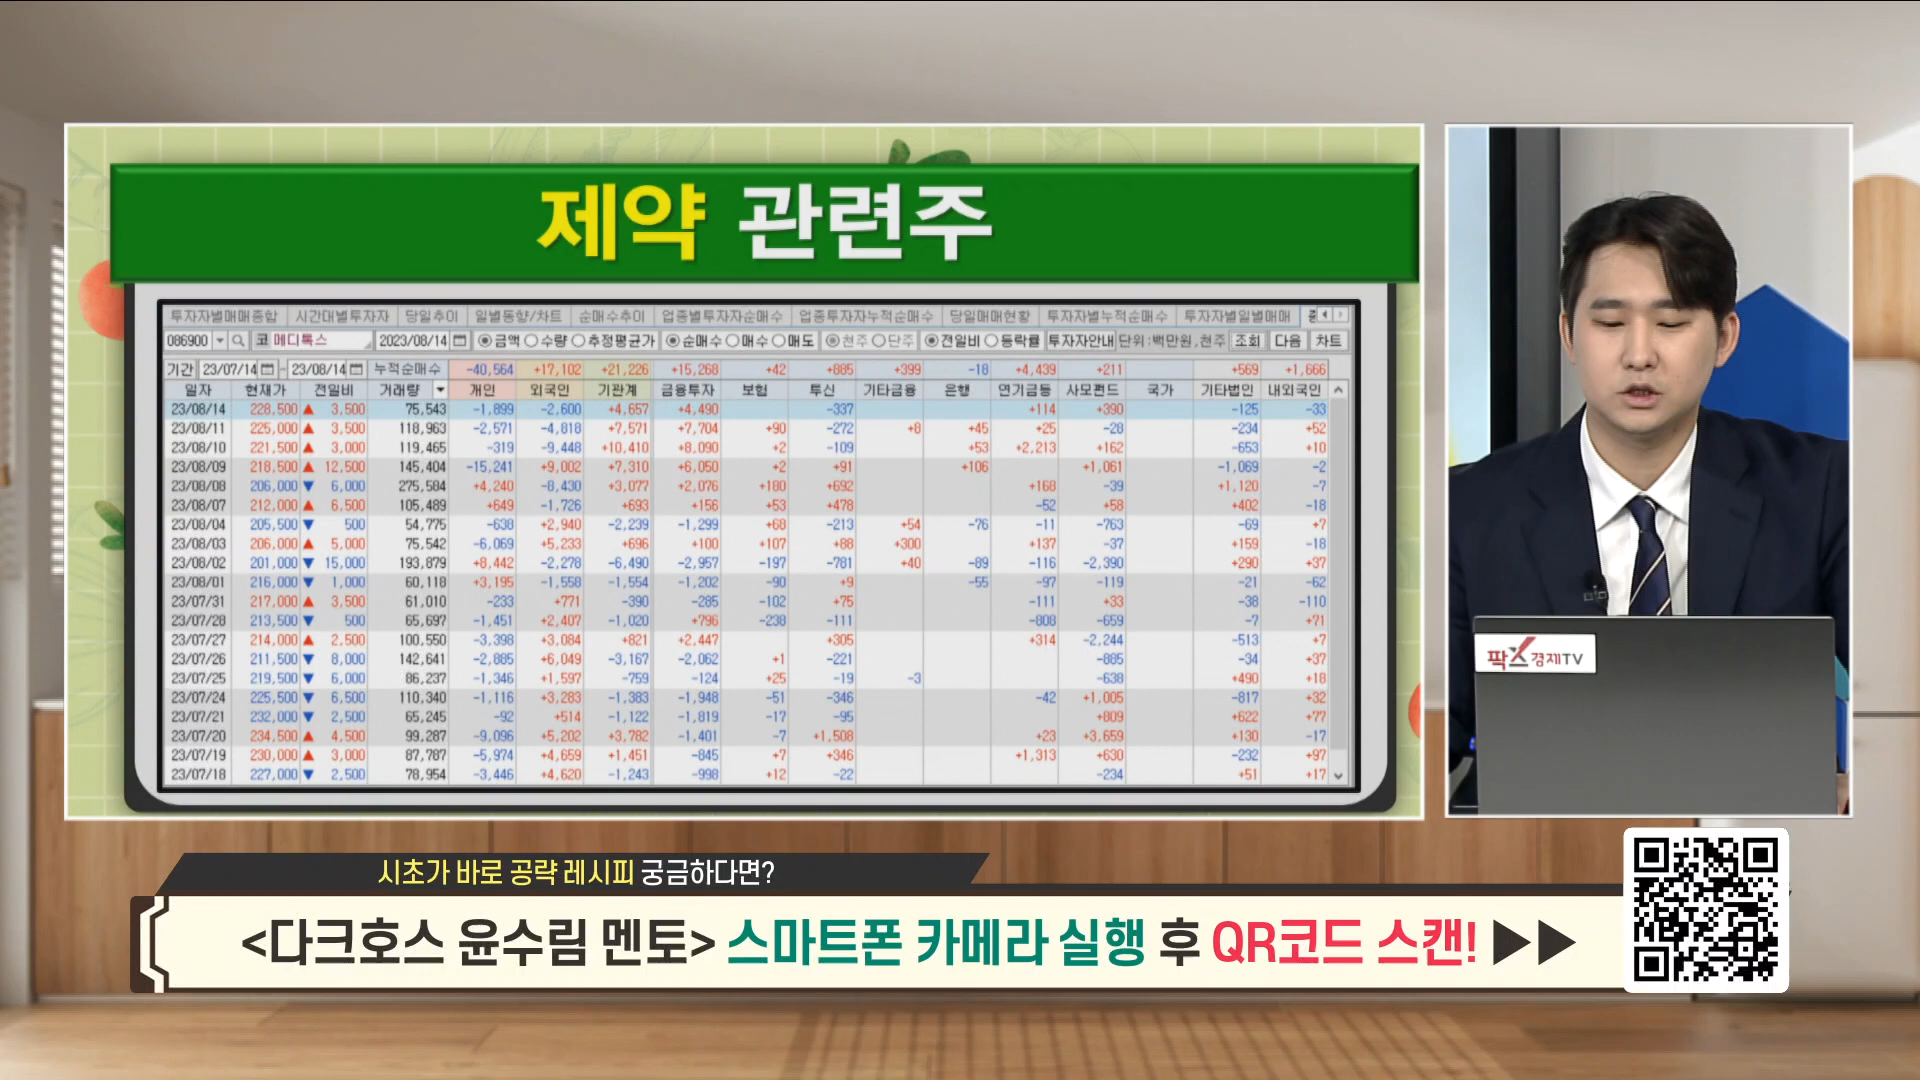 제약 관련주
투자자별매매종합 시간대별투자자 당일추이 일별동향/차트 순매수추이 업종별투자자순매수 업종투자자누적순매수 당일매매현황 투자자별누적순매수 투자자별일별매매
086900 코 메디톡스 2023/08/14 금액 수량 추정평균가 순매수 매수 매도 천주 단주 전일비 등락률 투자자안내 단위:백만원,천주 조회 다음 차트
기간 23/07/14 - 23/08/14 누적순매수 -40,564 +17,102 +21,226 +15,268 +42 +885 +399 -18 +4,439 +211 +569 +1,666
일자 현재가 전일비 거래량 개인 외국인 기관계 금융투자 보험 투신 기타금융 은행 연기금등 사모펀드 국가 기타법인 내외국인
23/08/14 228,500 ▲ 3,500 75,543 -1,899 -2,600 +4,657 +4,490 -337 +114 +390 -125 -33
23/08/11 225,000 ▲ 3,500 118,963 -2,571 -4,818 +7,571 +7,704 +90 -272 +8 +45 +25 -28 -234 +52
23/08/10 221,500 ▲ 3,000 119,465 -319 -9,448 +10,410 +8,090 +2 -109 +53 +2,213 +162 -653 +10
23/08/09 218,500 ▲ 12,500 145,404 -15,241 +9,002 +7,310 +6,050 +2 +91 +106 +1,061 -1,069 -2
23/08/08 206,000 ▼ 6,000 275,584 +4,240 -8,430 +3,077 +2,076 +180 +692 +168 -39 +1,120 -7
23/08/07 212,000 ▲ 6,500 105,489 +649 -1,726 +693 +156 +53 +478 -52 +58 +402 -18
23/08/04 205,500 ▼ 500 54,775 -638 +2,940 -2,239 -1,299 +68 -213 +54 -76 -11 -763 -69 +7
23/08/03 206,000 ▲ 5,000 75,542 -6,069 +5,233 +696 +100 +107 +88 +300 +137 -37 +159 -18
23/08/02 201,000 ▼ 15,000 193,879 +8,442 -2,278 -6,490 -2,957 -197 -781 +40 -89 -116 -2,390 +290 +37
23/08/01 216,000 ▼ 1,000 60,118 +3,195 -1,558 -1,554 -1,202 -90 +9 -55 -97 -119 -21 -62
23/07/31 217,000 ▲ 3,500 61,010 -233 +771 -390 -285 -102 +75 -111 +33 -38 -110
23/07/28 213,500 ▼ 500 65,697 -1,451 +2,407 -1,020 +796 -238 -111 -808 -659 -7 +71
23/07/27 214,000 ▲ 2,500 100,550 -3,398 +3,084 +821 +2,447 +305 +314 -2,244 -513 +7
23/07/26 211,500 ▼ 8,000 142,641 -2,885 +6,049 -3,167 -2,062 +1 -221 -885 -34 +37
23/07/25 219,500 ▼ 6,000 86,237 -1,346 +1,597 -759 -124 +25 -19 -3 -638 +490 +18
23/07/24 225,500 ▼ 6,500 110,340 -1,116 +3,283 -1,383 -1,948 -51 -346 -42 +1,005 -817 +32
23/07/21 232,000 ▼ 2,500 65,245 -92 +514 -1,122 -1,819 -17 -95 +809 +622 +77
23/07/20 234,500 ▲ 4,500 99,287 -9,096 +5,202 +3,782 -1,401 -7 +1,508 +23 +3,659 +130 -17
23/07/19 230,000 ▲ 3,000 87,787 -5,974 +4,659 +1,451 -845 +7 +346 +1,313 +630 -232 +97
23/07/18 227,000 ▼ 2,500 78,954 -3,446 +4,620 -1,243 -998 +12 -22 -234 +51 +17
팍스경제TV
시초가 바로 공략 레시피 궁금하다면?
<다크호스 윤수림 멘토> 스마트폰 카메라 실행 후 QR코드 스캔! ▶▶